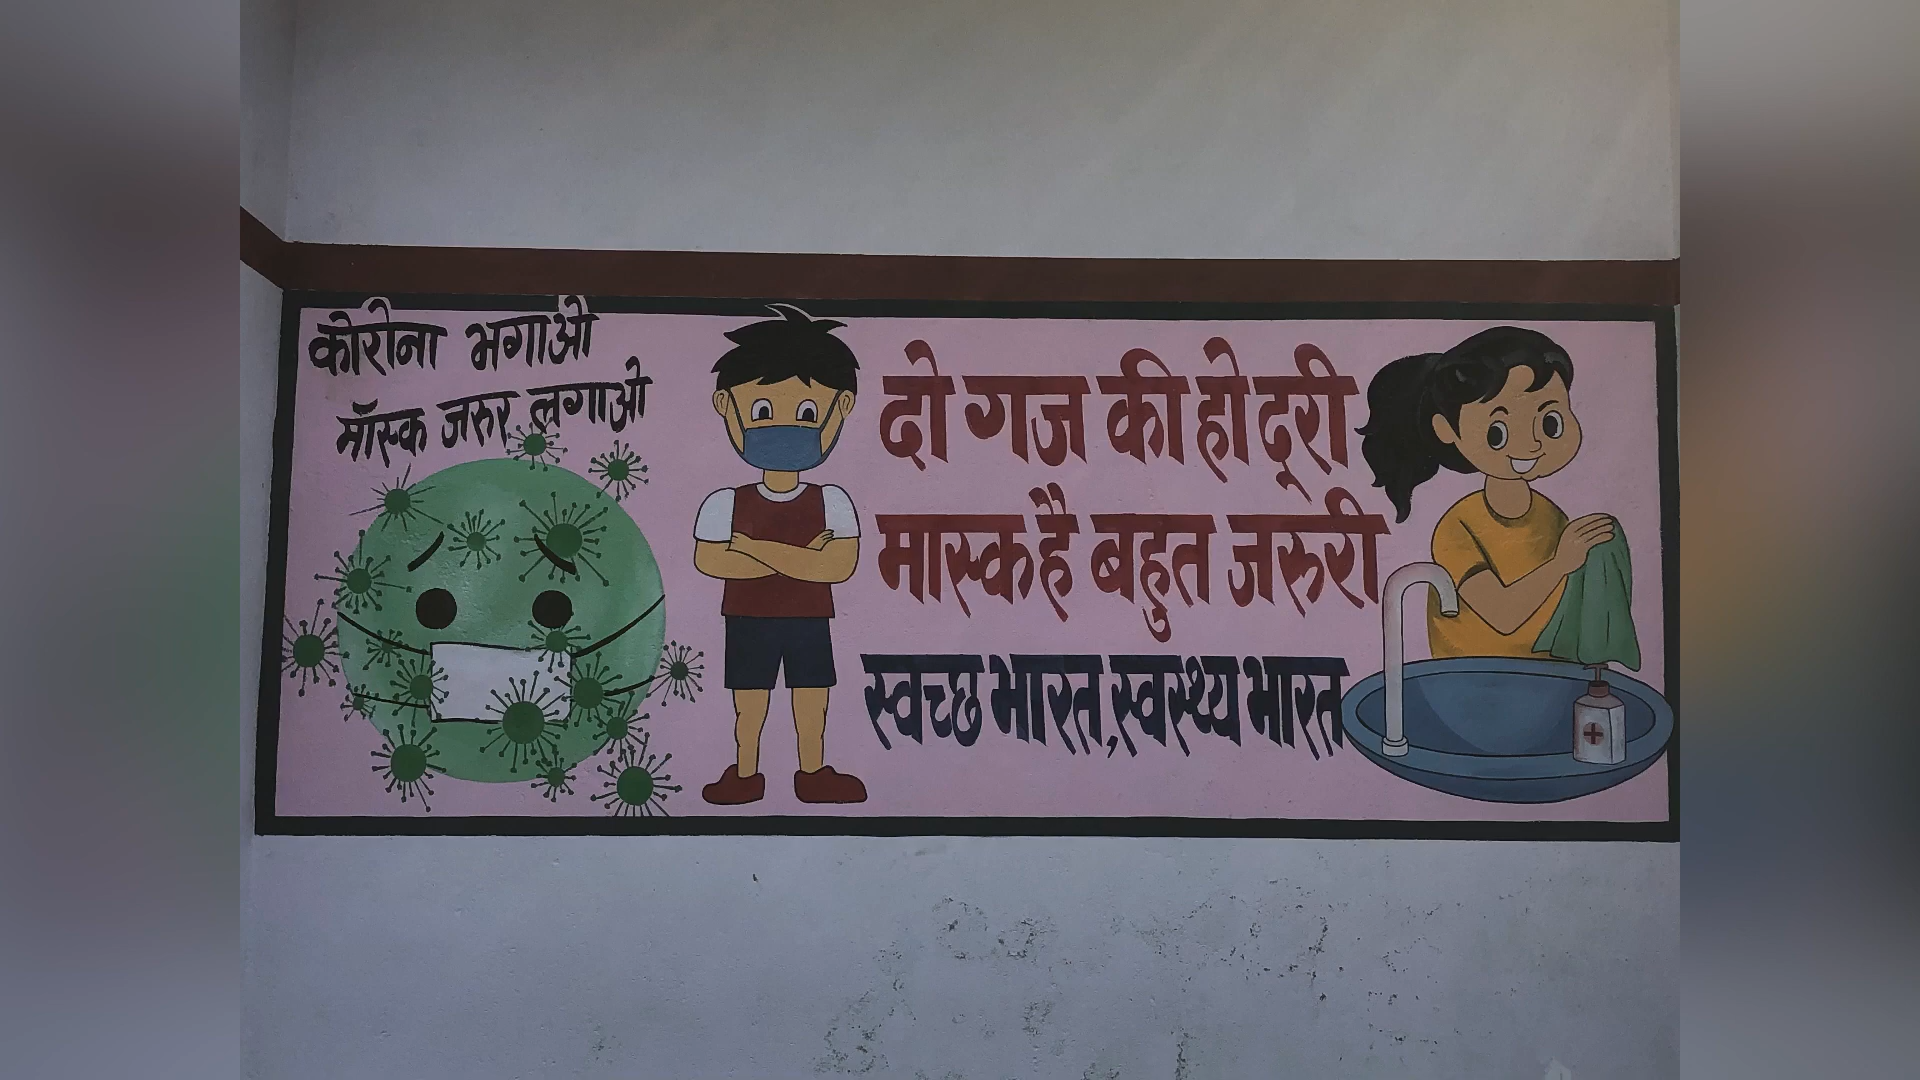 कोरोना भगाओ
मॉस्क जरुर लगाओ
दो गज की हो दूरी
मास्क है बहुत जरूरी
स्वच्छ भारत, स्वस्थ्य भारत